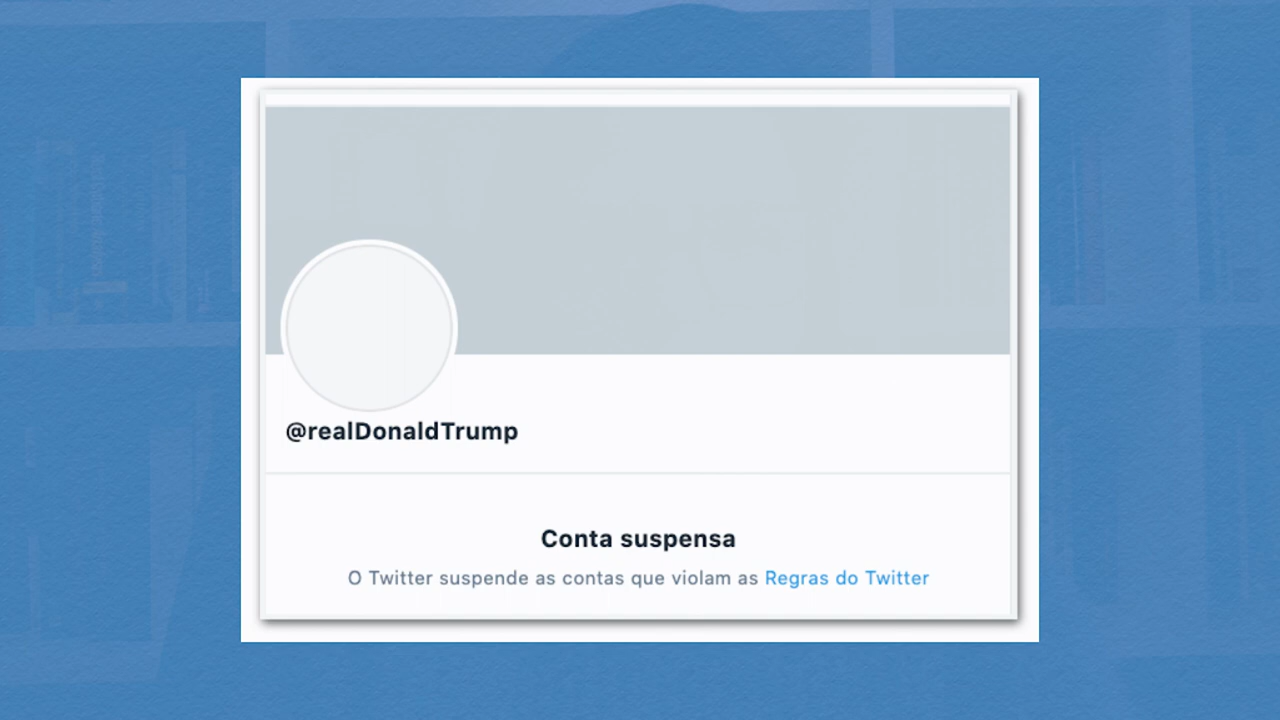 @realDonaldTrump
Conta suspensa
O Twitter suspende as contas que violam as Regras do Twitter